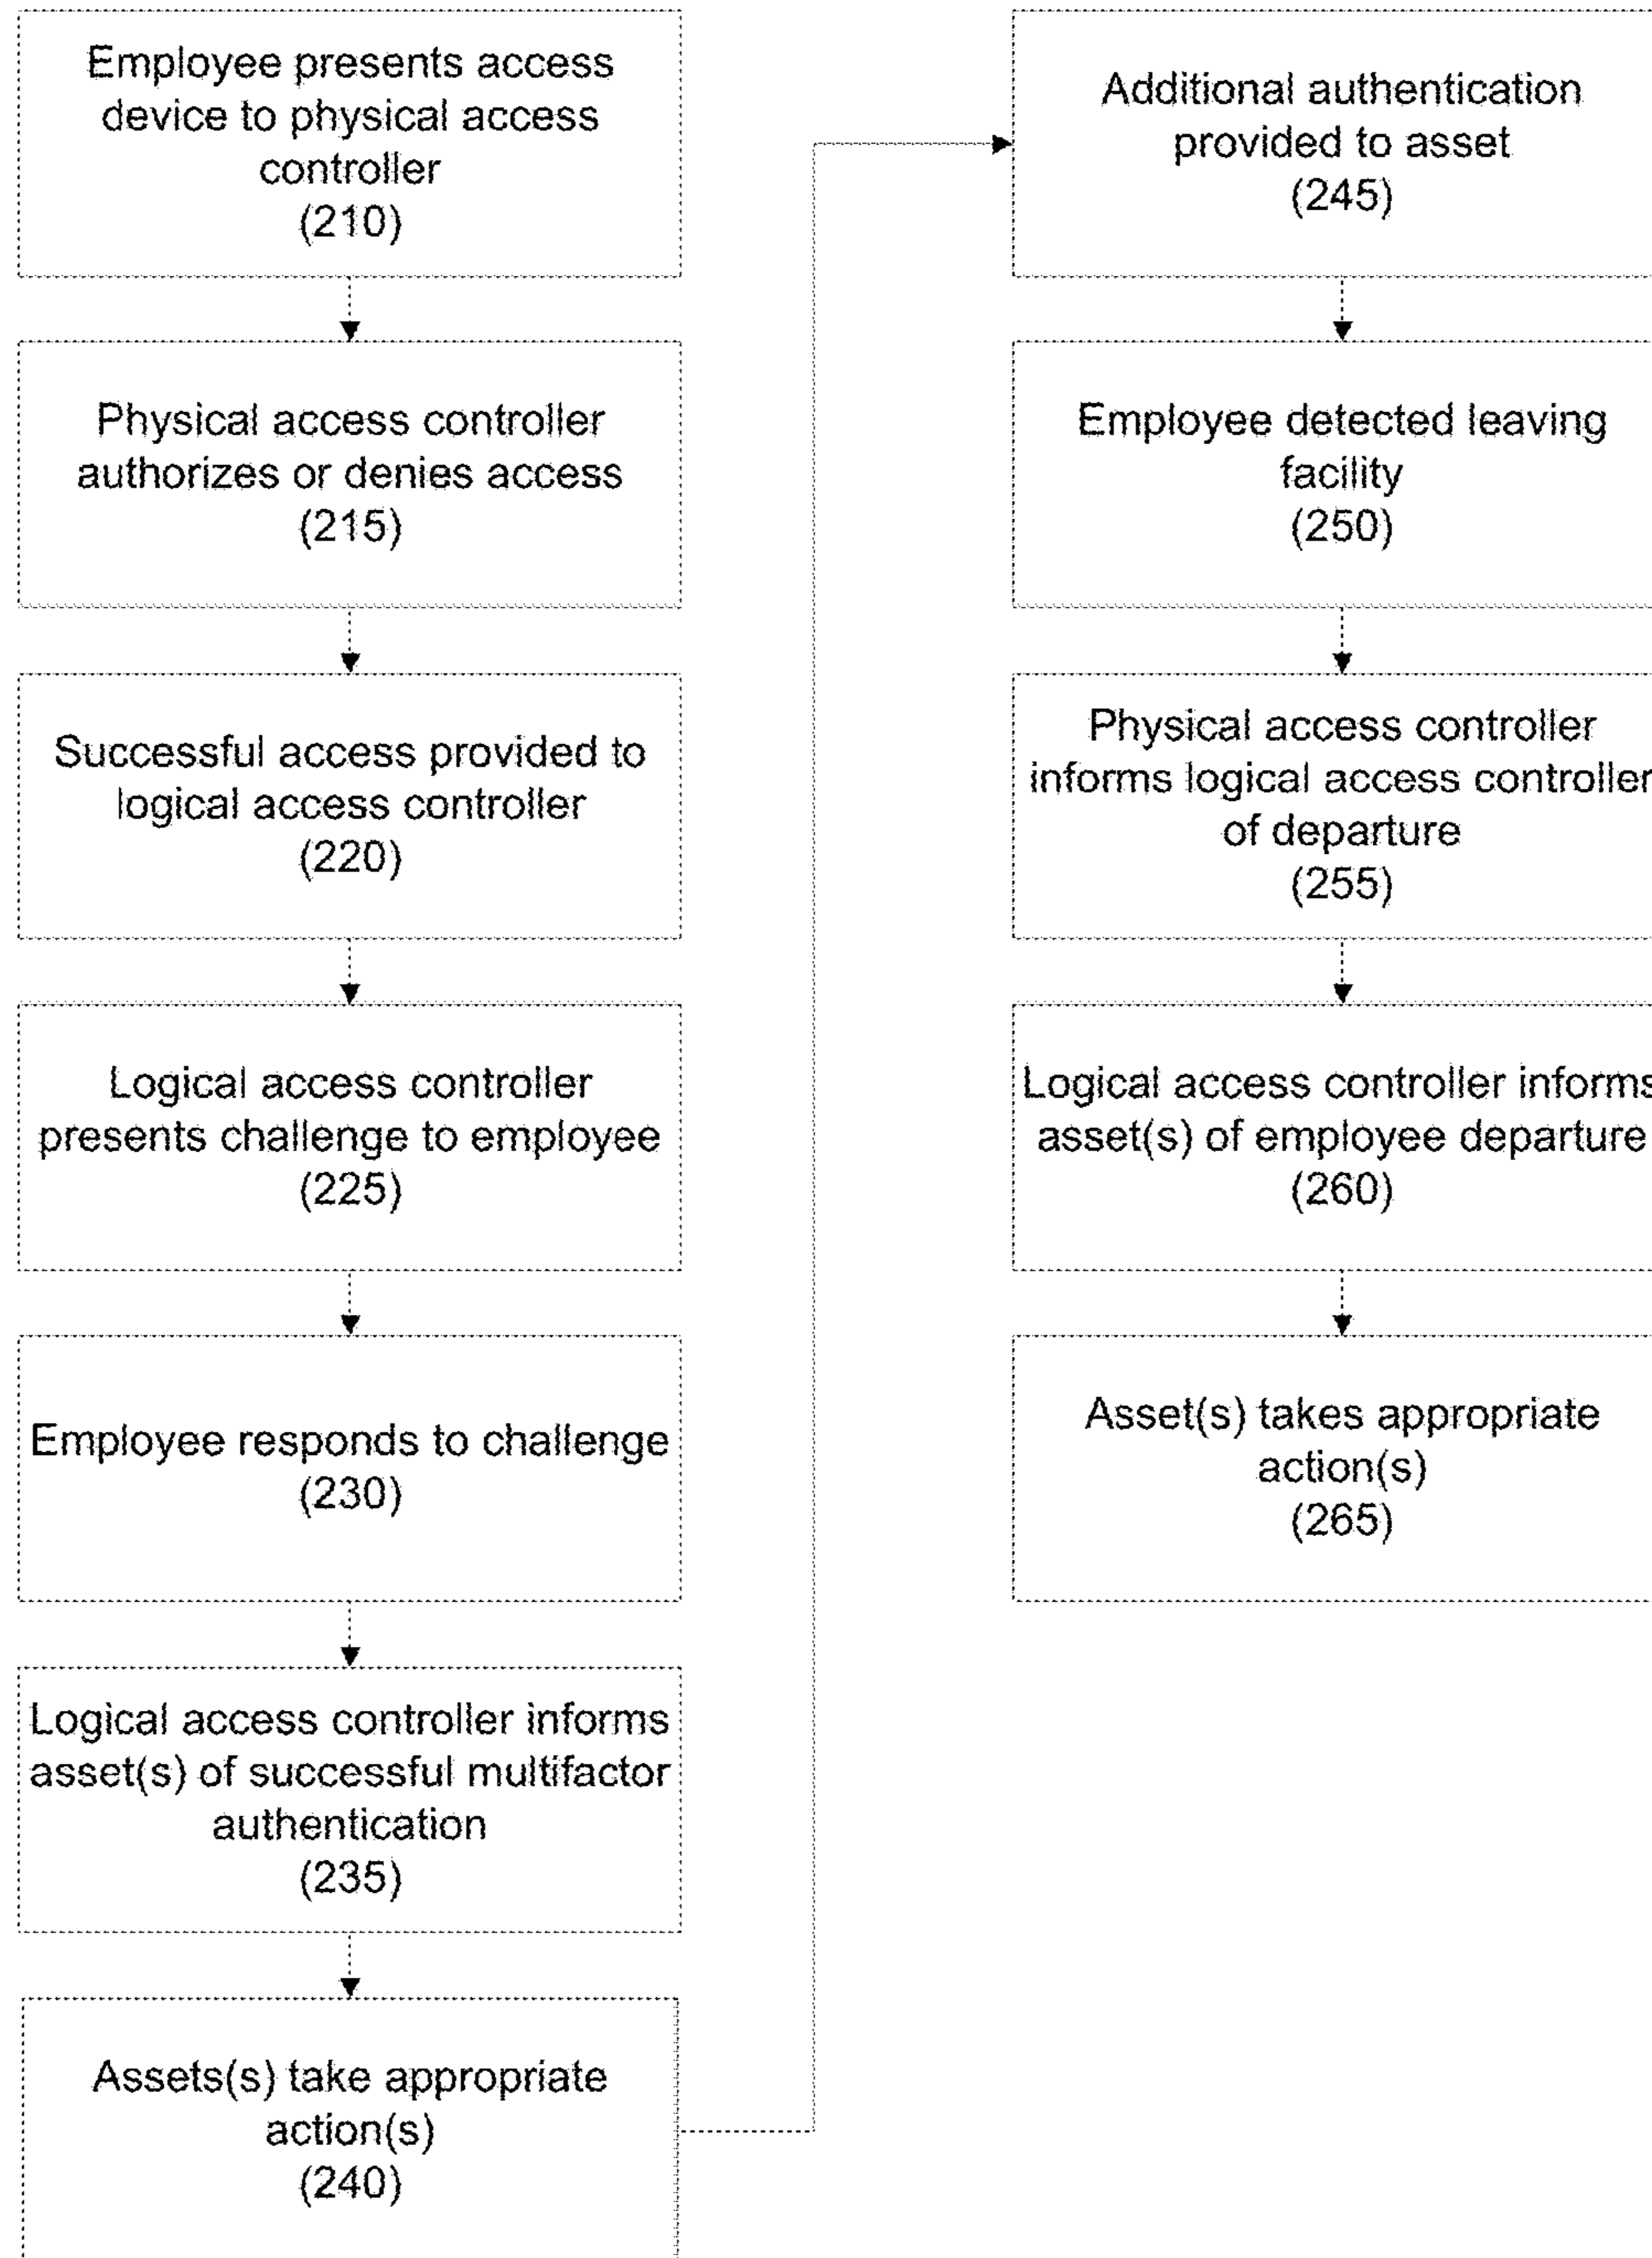 Employee presents access
device to physical access
controller
(210)
Physical access controller
authorizes or denies access
(215)
Successful access provided to
logical access controller
(220)
Logical access controller
presents challenge to employee
(225)
Employee responds to challenge
(230)
Logical access controller informs
asset(s) of successful multifactor
authentication
(235)
Assets(s) take appropriate
action(s)
(240)
Additional authentication
provided to asset
(245)
Employee detected leaving
facility
(250)
Physical access controller
informs logical access controller
of departure
(255)
Logical access controller informs
asset(s) of employee departure
(260)
Asset(s) takes appropriate
action(s)
(265)